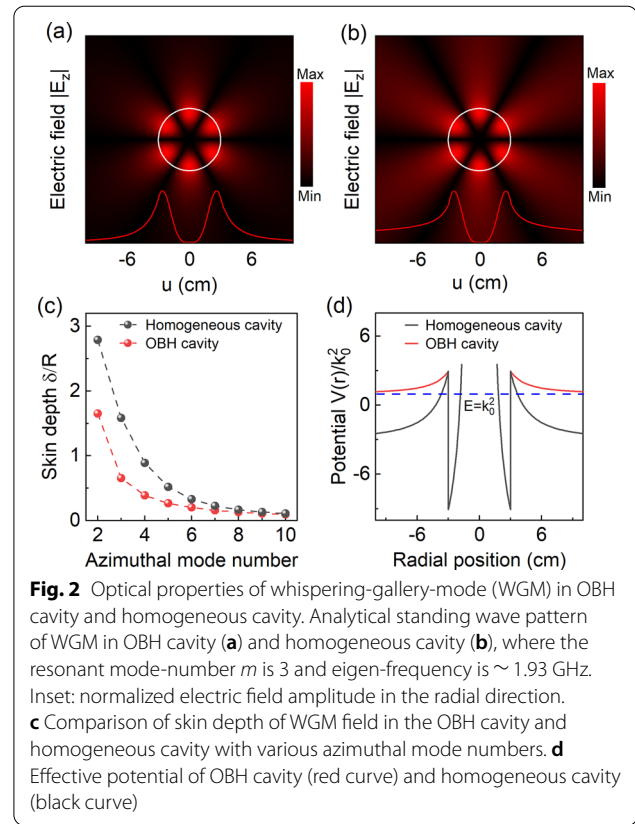 (a)
(b)
Electric field |E_z|
Max
Min
Electric field |E_z|
Max
Min
-6 0 6
u (cm)
-6 0 6
u (cm)
(c)
Skin depth δ/R
3
2
1
0
Homogeneous cavity
OBH cavity
2 4 6 8 10
Azimuthal mode number
(d)
Potential V(r)/k₀²
6
0
-6
Homogeneous cavity
OBH cavity
E=k₀²
-6 0 6
Radial position (cm)
Fig. 2 Optical properties of whispering-gallery-mode (WGM) in OBH
cavity and homogeneous cavity. Analytical standing wave pattern
of WGM in OBH cavity (a) and homogeneous cavity (b), where the
resonant mode-number m is 3 and eigen-frequency is ~ 1.93 GHz.
Inset: normalized electric field amplitude in the radial direction.
c Comparison of skin depth of WGM field in the OBH cavity and
homogeneous cavity with various azimuthal mode numbers. d
Effective potential of OBH cavity (red curve) and homogeneous cavity
(black curve)